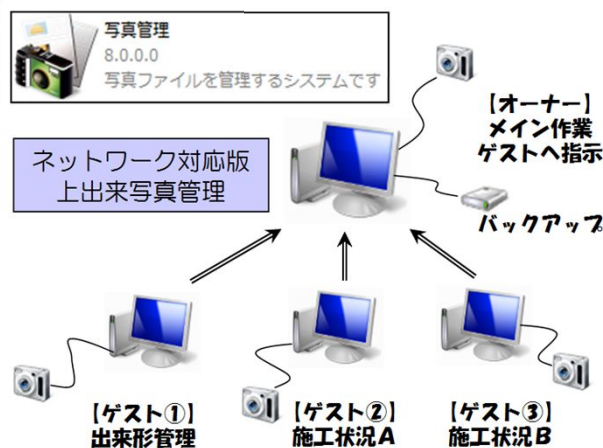 写真管理
8.0.0.0
写真ファイルを管理するシステムです
ネットワーク対応版
上出来写真管理
【オーナー】
メイン作業
ゲストへ指示
バックアップ
【ゲスト①】
出来形管理
【ゲスト②】
施工状況A
【ゲスト③】
施工状況B